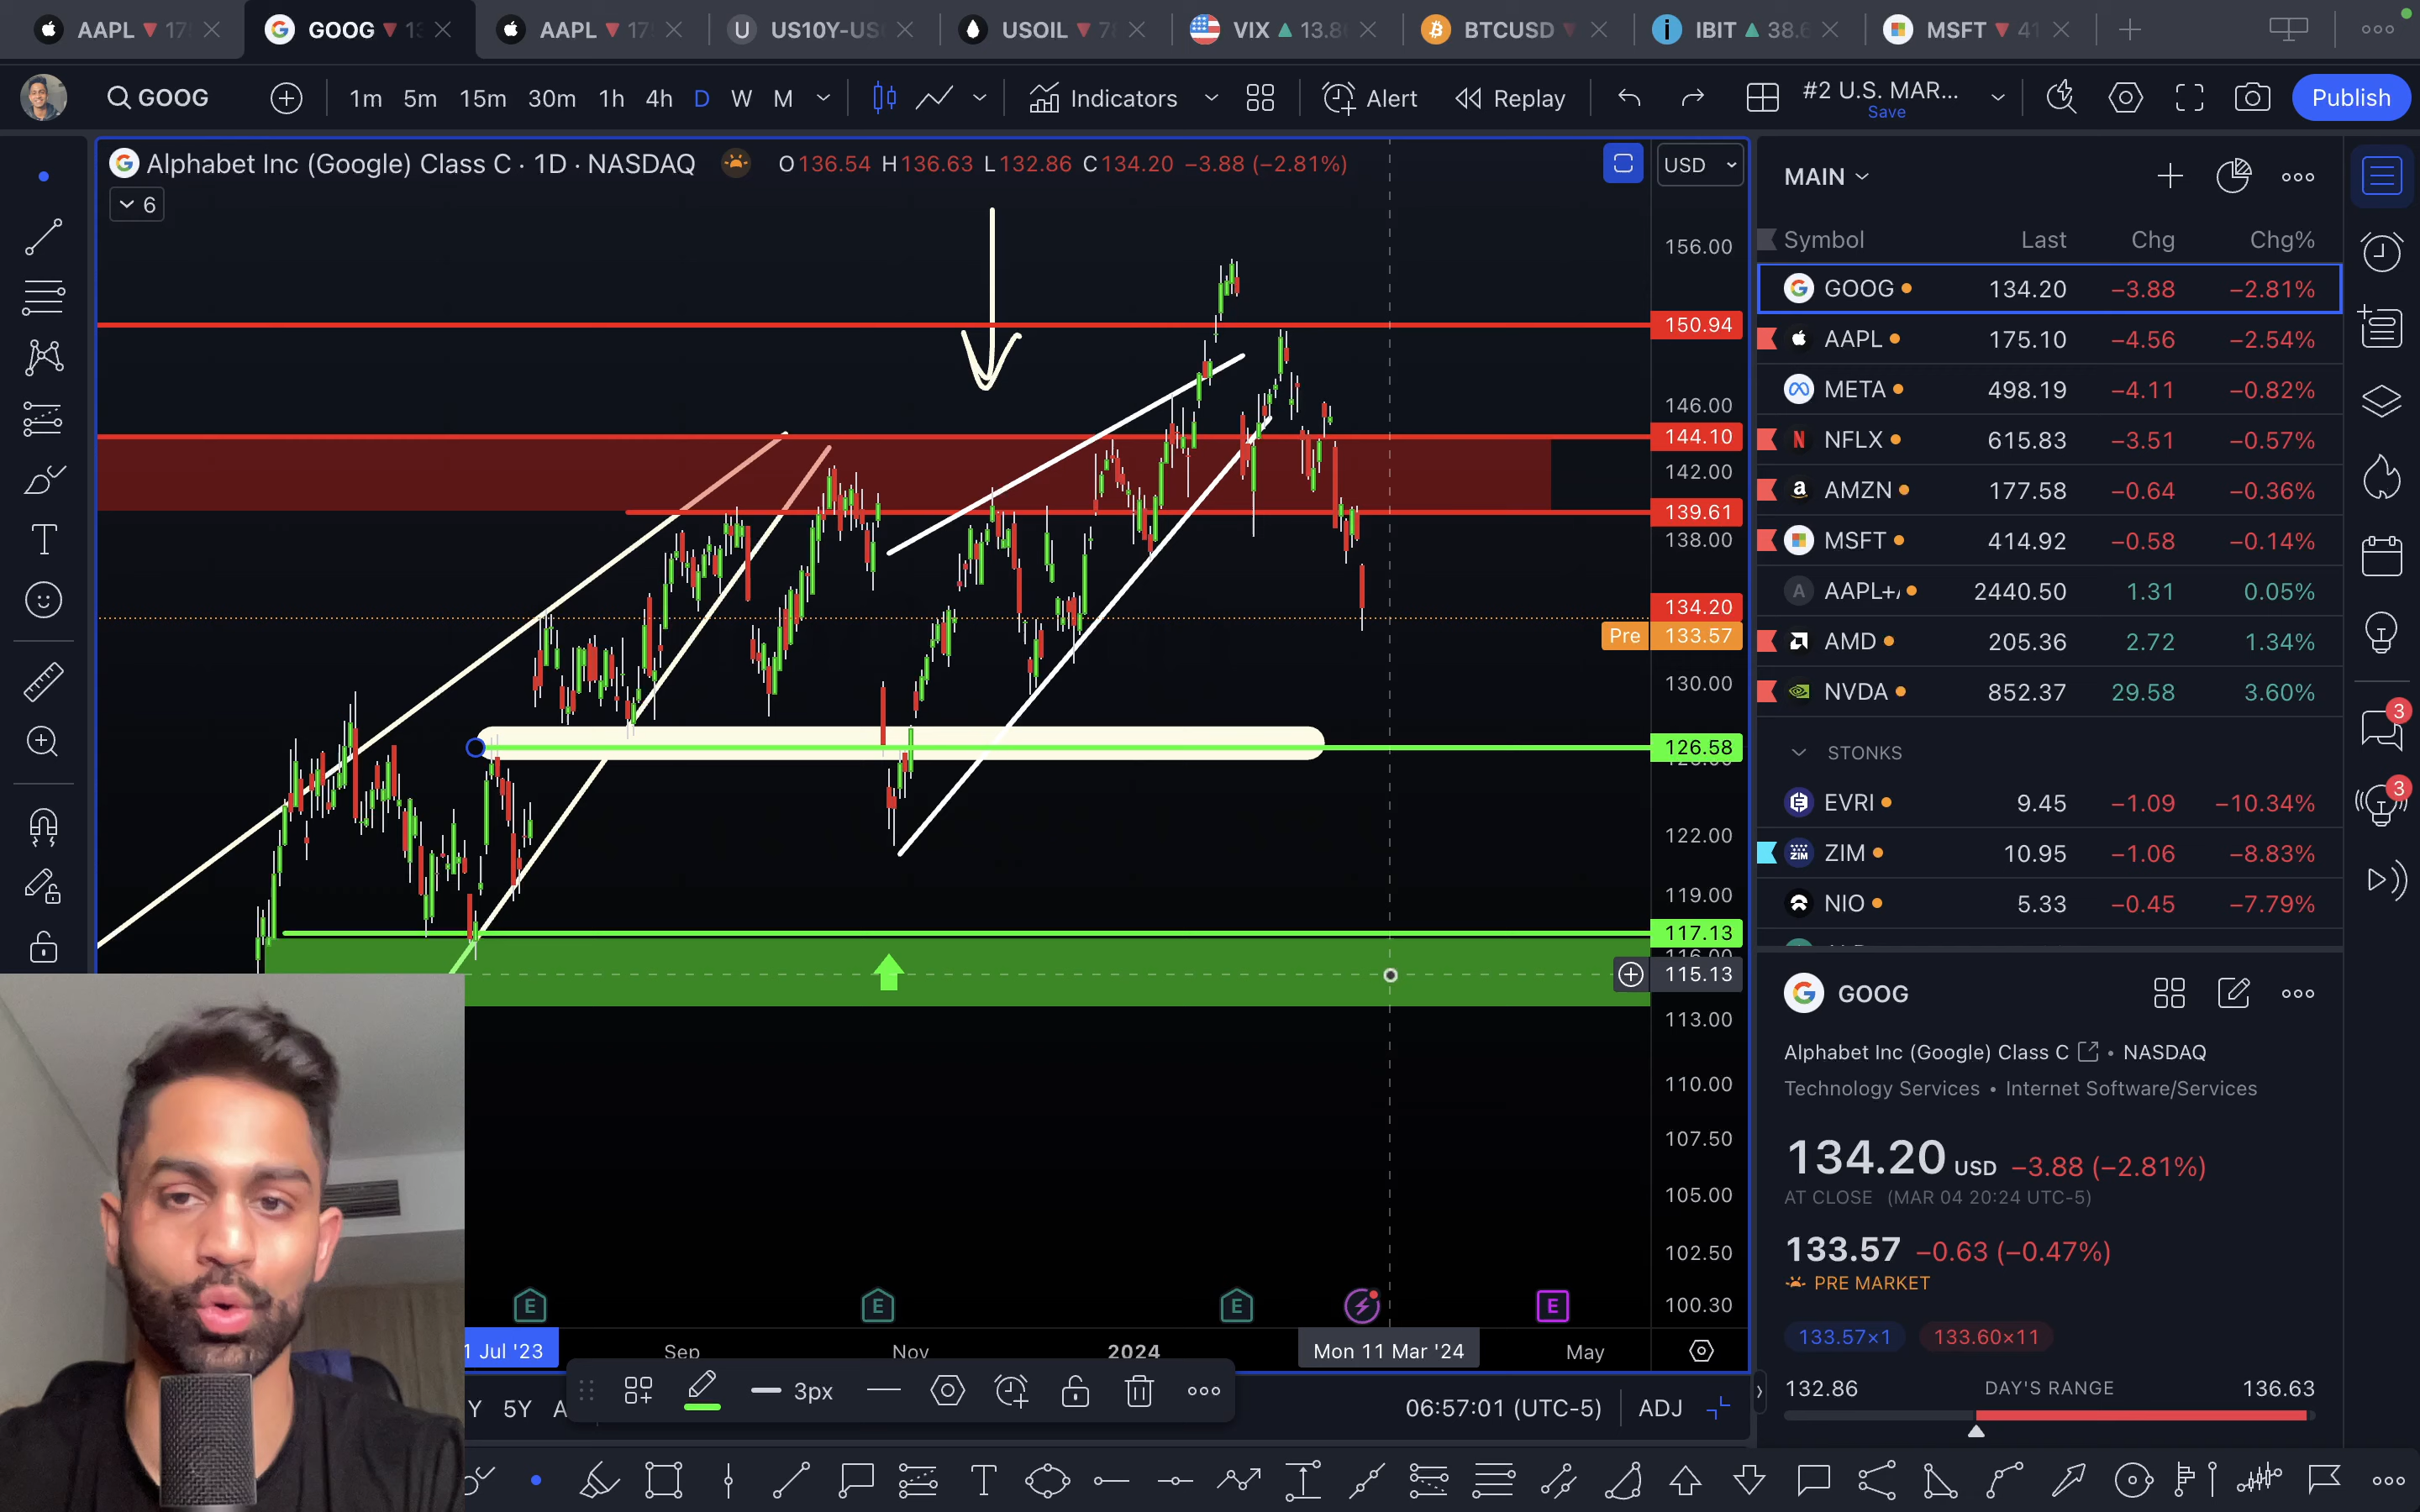 AAPL 17 GOOG 13 AAPL 17 U US10Y-US USOIL 78 VIX 13.8 BTCUSD IBIT 38.6 MSFT 41
GOOG 1m 5m 15m 30m 1h 4h D W M Indicators Alert Replay #2 U.S. MAR... Save Publish
Alphabet Inc (Google) Class C · 1D · NASDAQ O136.54 H136.63 L132.86 C134.20 −3.88 (−2.81%) USD
6
156.00
150.94
146.00
144.10
142.00
139.61
138.00
134.20
Pre 133.57
130.00
126.58
122.00
119.00
117.13
115.13
113.00
110.00
107.50
105.00
102.50
100.30
E E E E
1 Jul '23 Sep Nov 2024 Mon 11 Mar '24 May
Y 5Y A 3px 06:57:01 (UTC-5) ADJ
T
T
MAIN
Symbol Last Chg Chg%
GOOG 134.20 −3.88 −2.81%
AAPL 175.10 −4.56 −2.54%
META 498.19 −4.11 −0.82%
NFLX 615.83 −3.51 −0.57%
AMZN 177.58 −0.64 −0.36%
MSFT 414.92 −0.58 −0.14%
A AAPL+ 2440.50 1.31 0.05%
AMD 205.36 2.72 1.34%
NVDA 852.37 29.58 3.60%
STONKS
EVRI 9.45 −1.09 −10.34%
ZIM ZIM 10.95 −1.06 −8.83%
NIO 5.33 −0.45 −7.79%
GOOG
Alphabet Inc (Google) Class C • NASDAQ
Technology Services • Internet Software/Services
134.20 USD −3.88 (−2.81%)
AT CLOSE (MAR 04 20:24 UTC-5)
133.57 −0.63 (−0.47%)
PRE MARKET
133.57×1 133.60×11
132.86 DAY'S RANGE 136.63
3
3